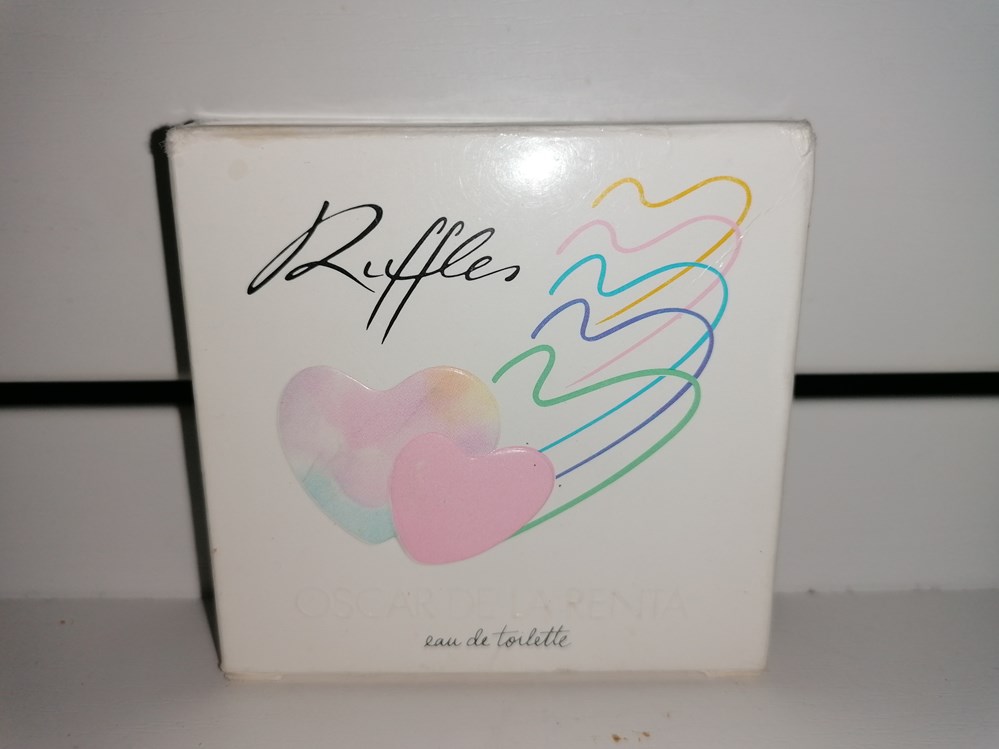 Ruffles
OSCAR DE LA RENTA
eau de toilette